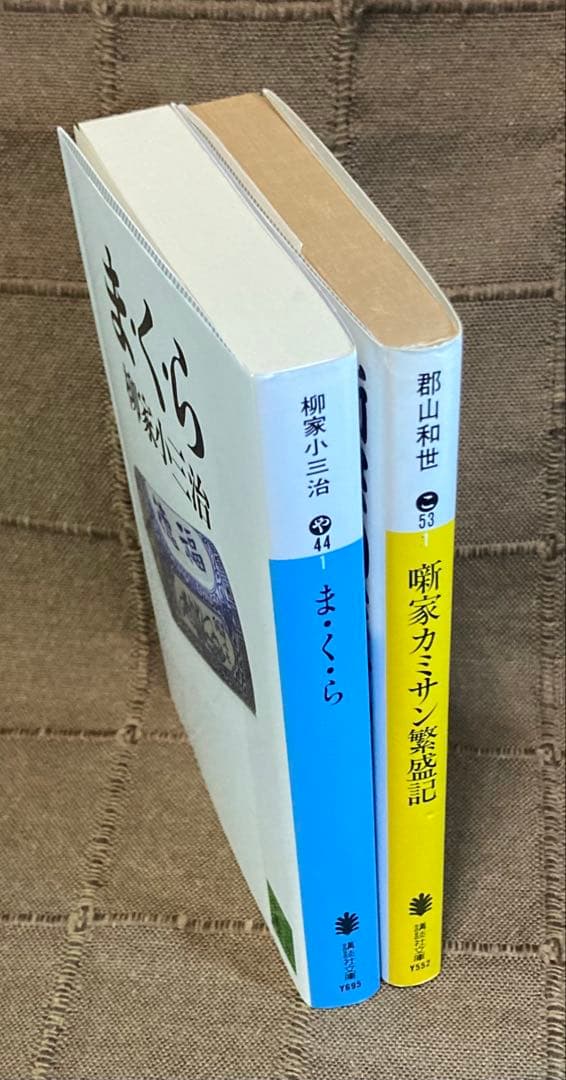 ま・く・ら
柳家小三治
柳家小三治
や
44
1
ま・く・ら
講談社文庫
Y695
郡山和世
こ
53
1
噺家カミサン繁盛記
講談社文庫
Y552